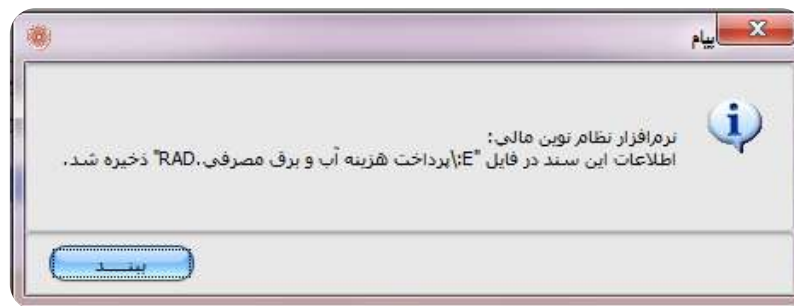 پیام
نرم‌افزار نظام نوین مالی:
اطلاعات این سند در فایل "E:\پرداخت هزینه آب و برق مصرفی.RAD" ذخیره شد.
ببنـــد